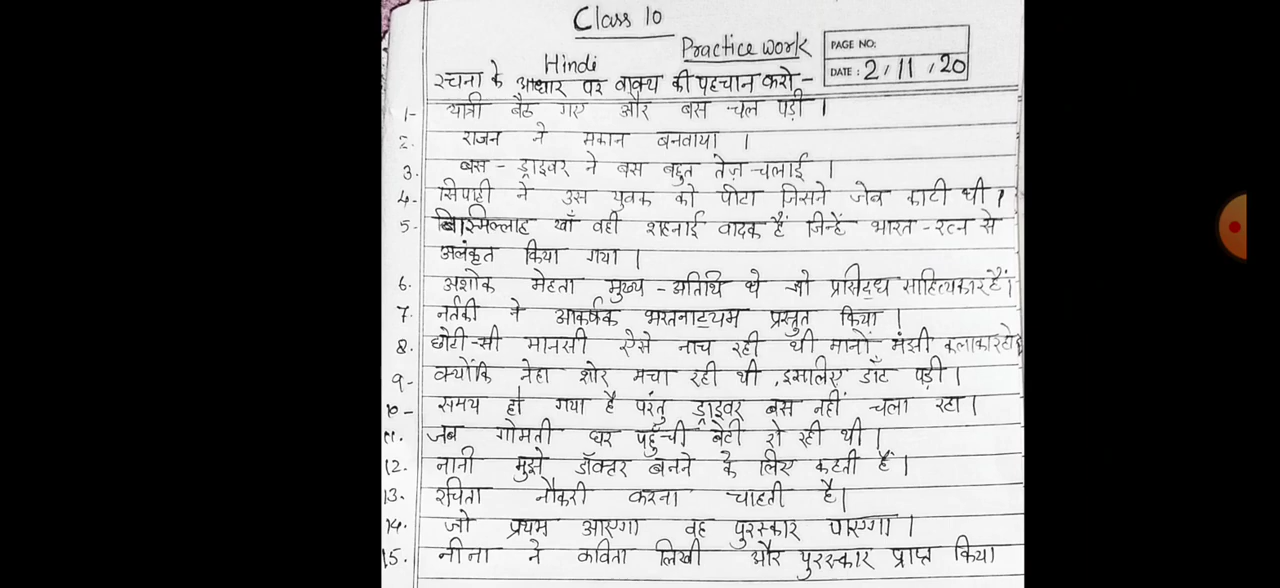 Class 10
Practice work
PAGE NO:
Hindi
DATE: 2/11/20
रचना के आधार पर वाक्य की पहचान करो -
1- यात्री बैठ गए और बस चल पड़ी ।
2. राजन ने मकान बनवाया ।
3. बस - ड्राइवर ने बस बहुत तेज़ चलाई ।
4. सिपाही ने उस युवक को पीटा जिसने जेब काटी थी ।
5- बिस्मिल्लाह खाँ वही शहनाई वादक हैं जिन्हें भारत - रत्न से
अलंकृत किया गया ।
6. अशोक मेहता मुख्य - अतिथि थे जो प्रसिद्ध साहित्यकार हैं।
7. नर्तकी ने आकर्षक भरतनाट्यम प्रस्तुत किया ।
8. छोटी-सी मानसी ऐसे नाच रही थी मानों मंझी कलाकार हो
9- क्योंकि नेहा शोर मचा रही थी, इसलिए डाँट पड़ी ।
10- समय हो गया है परंतु ड्राइवर बस नहीं चला रहा ।
11. जब गोमती घर पहुँची बेटी रो रही थी ।
12. नानी मुझे डॉक्टर बनने के लिए कहती हैं ।
13. रचिता नौकरी करना चाहती है।
14. जो प्रथम आएगा वह पुरस्कार पाएगा ।
15. नीना ने कविता लिखी और पुरस्कार प्राप्त किया